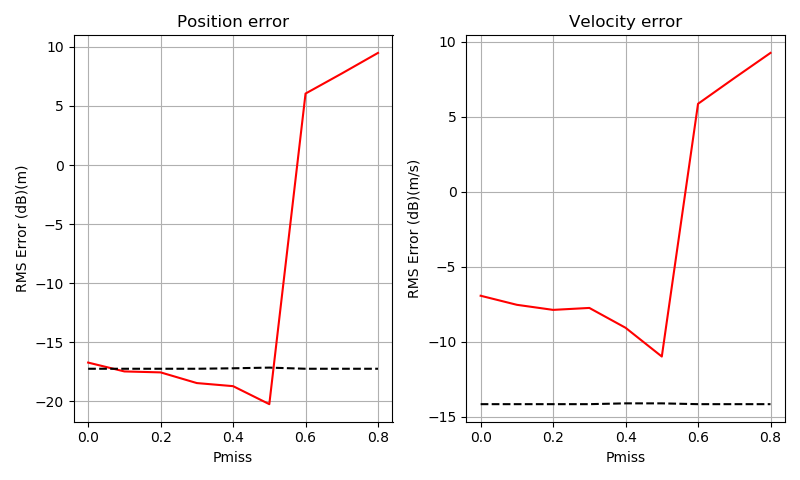 Position error
RMS Error (dB)(m)
10
5
0
−5
−10
−15
−20
0.0 0.2 0.4 0.6 0.8
Pmiss
Velocity error
RMS Error (dB)(m/s)
10
5
0
−5
−10
−15
0.0 0.2 0.4 0.6 0.8
Pmiss